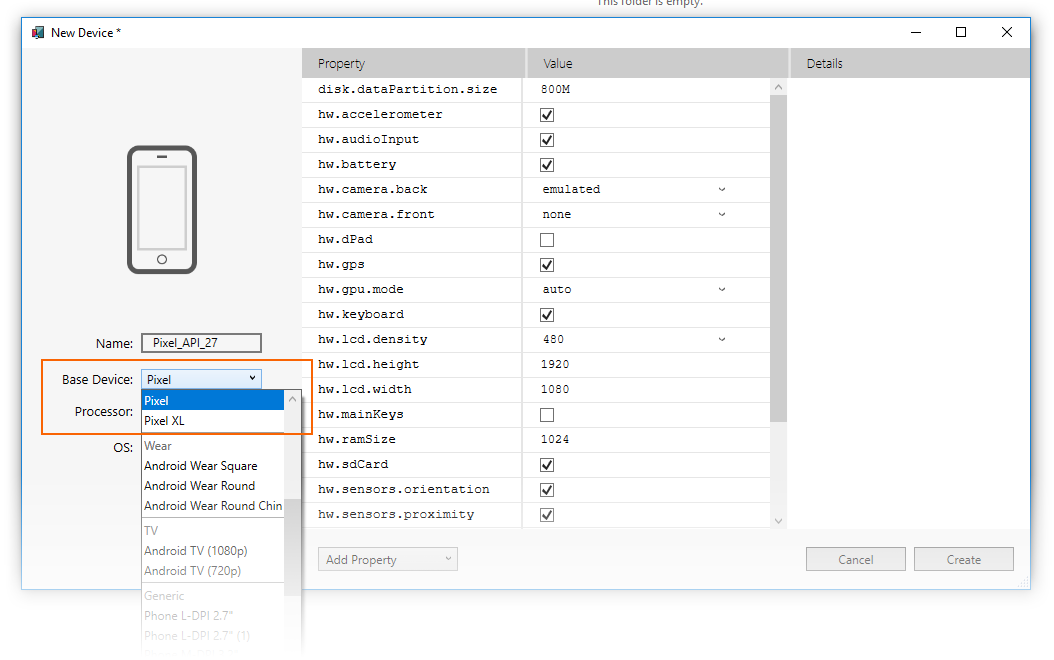 This folder is empty.
New Device *
Property Value Details
disk.dataPartition.size 800M
hw.accelerometer
hw.audioInput
hw.battery
hw.camera.back emulated
hw.camera.front none
hw.dPad
hw.gps
hw.gpu.mode auto
hw.keyboard
hw.lcd.density 480
hw.lcd.height 1920
hw.lcd.width 1080
hw.mainKeys
hw.ramSize 1024
hw.sdCard
hw.sensors.orientation
hw.sensors.proximity
Name: Pixel_API_27
Base Device: Pixel
Processor:
OS:
Pixel
Pixel XL
Wear
Android Wear Square
Android Wear Round
Android Wear Round Chin
TV
Android TV (1080p)
Android TV (720p)
Generic
Phone L-DPI 2.7"
Phone L-DPI 2.7" (1)
Add Property Cancel Create